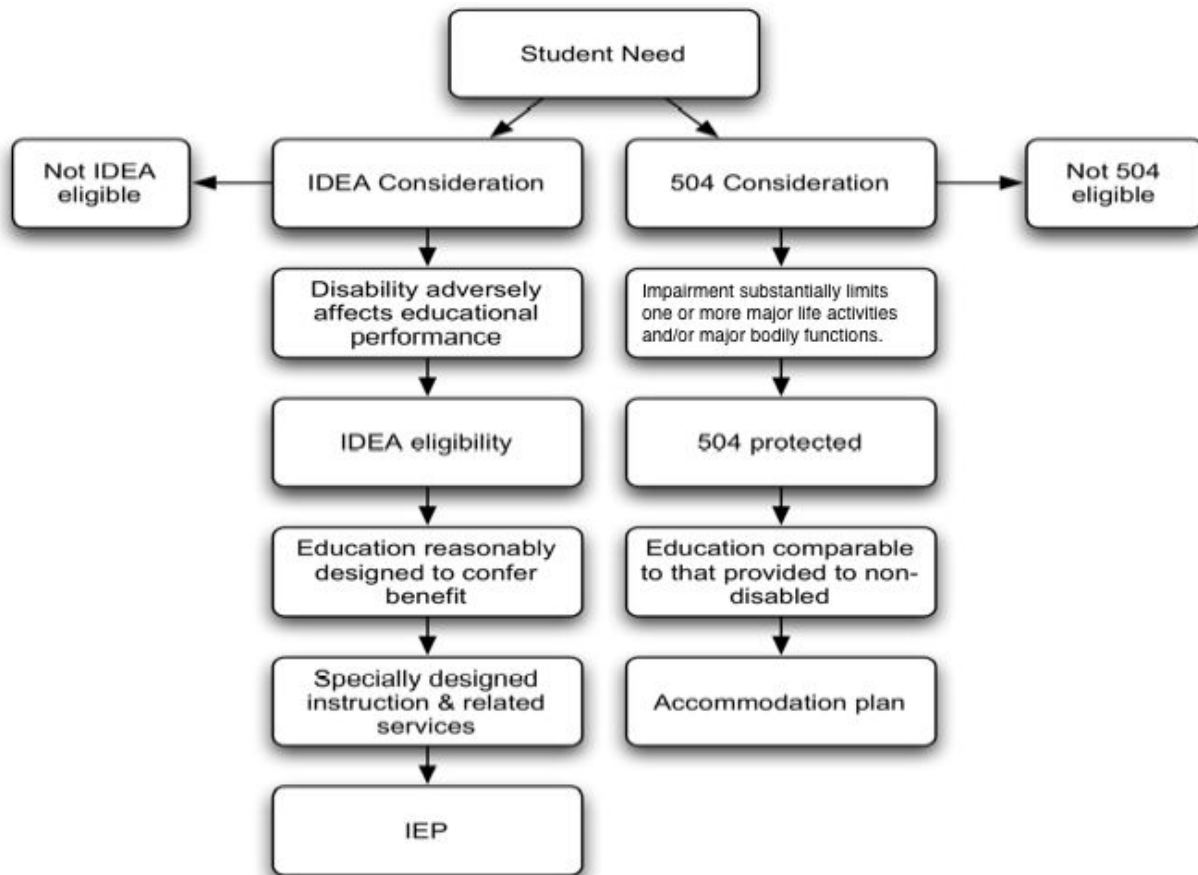 Student Need
Not IDEA
eligible
IDEA Consideration
504 Consideration
Not 504
eligible
Disability adversely
affects educational
performance
Impairment substantially limits
one or more major life activities
and/or major bodily functions.
IDEA eligibility
504 protected
Education reasonably
designed to confer
benefit
Education comparable
to that provided to non-
disabled
Specially designed
instruction & related
services
Accommodation plan
IEP